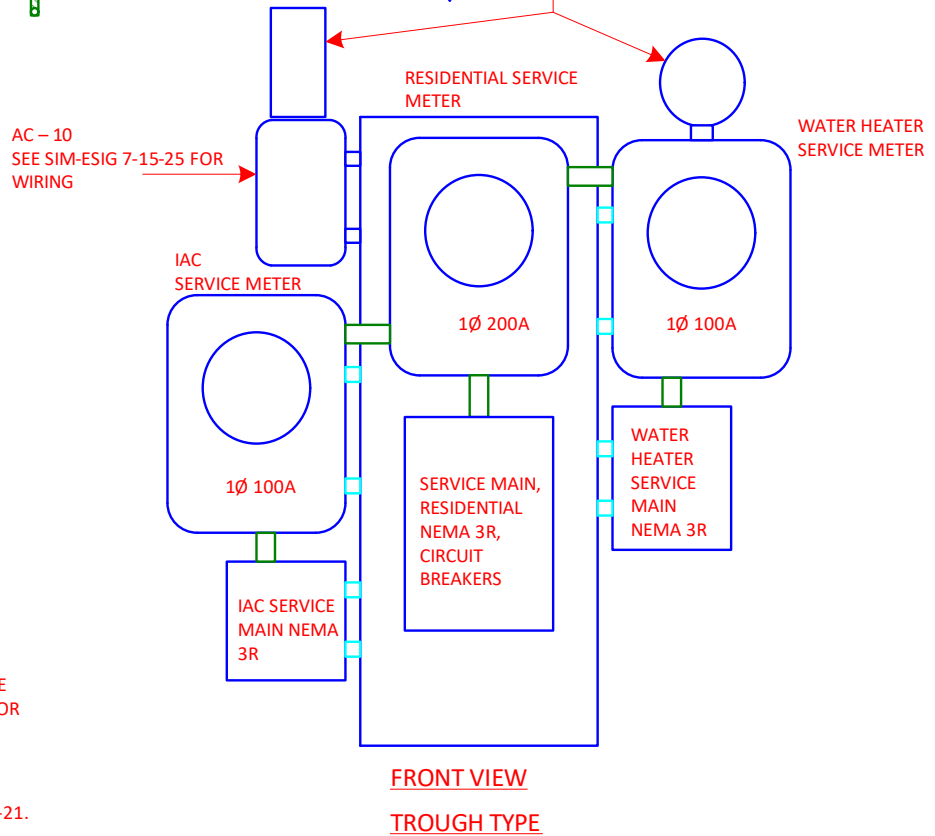 RESIDENTIAL SERVICE
METER
WATER HEATER
SERVICE METER
AC – 10
SEE SIM-ESIG 7-15-25 FOR
WIRING
IAC
SERVICE METER
1Ø 200A
1Ø 100A
1Ø 100A
WATER
HEATER
SERVICE
MAIN
NEMA 3R
SERVICE MAIN,
RESIDENTIAL
NEMA 3R,
CIRCUIT
BREAKERS
IAC SERVICE
MAIN NEMA
3R
E
OR
-21.
FRONT VIEW
TROUGH TYPE